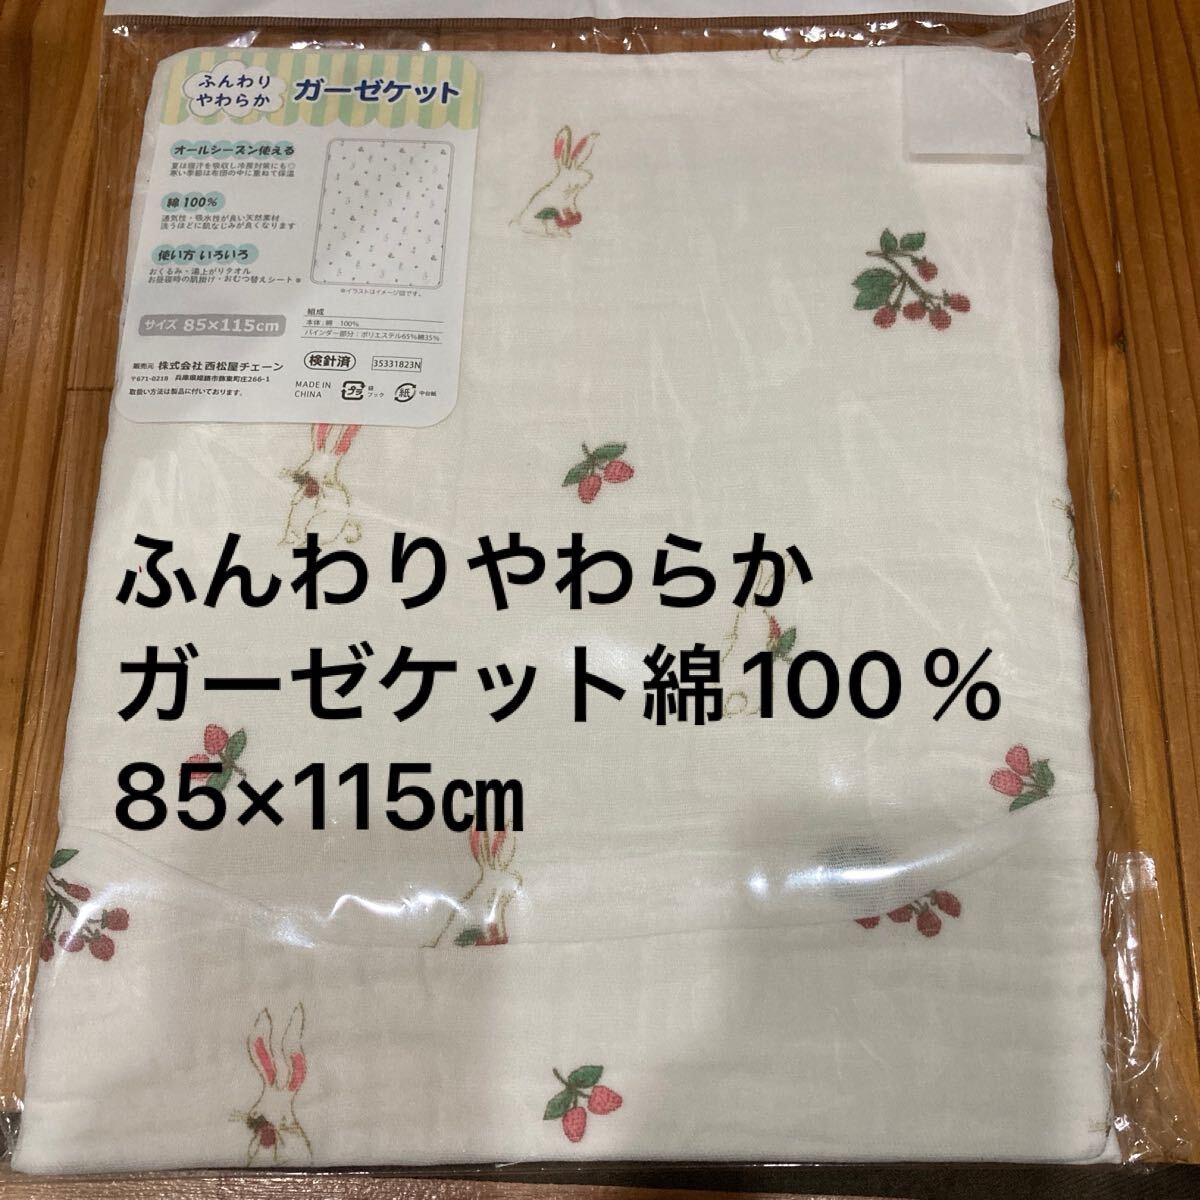 ふんわり
やわらか
ガーゼケット
オールシーズン使える
夏は寝汗を吸収し冷房対策にも◎
寒い季節は布団の中に重ねて保温
綿100%
通気性・吸水性が良い天然素材
洗うほどに肌なじみが良くなります
使い方いろいろ
おくるみ・湯上がりタオル
お昼寝時の肌掛け・おむつ替えシート※
※イラストはイメージ図です。
サイズ 85×115cm
組成
本体:綿 100%
バインダー部分:ポリエステル65%綿35%
販売元 株式会社 西松屋チェーン
〒671-0218 兵庫県姫路市飾東町庄266-1
取扱い方法は製品に付いております。
検針済
35331823N
MADE IN
CHINA
プラ
袋
フック
紙
中台紙
ふんわりやわらか
ガーゼケット綿100%
85×115㎝